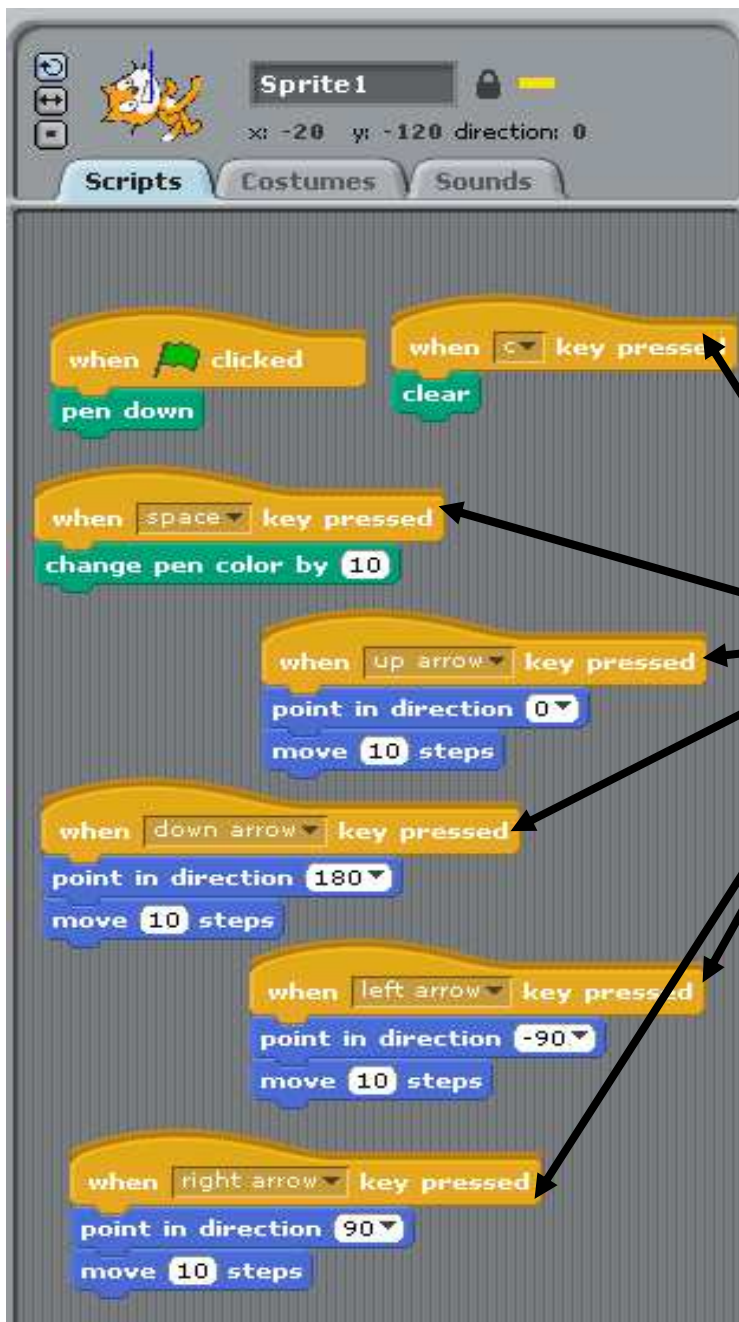 Sprite1
x: -20 y: -120 direction: 0
Scripts Costumes Sounds
when clicked
pen down
when c key pressed
clear
when space key pressed
change pen color by 10
when up arrow key pressed
point in direction 0
move 10 steps
when down arrow key pressed
point in direction 180
move 10 steps
when left arrow key pressed
point in direction -90
move 10 steps
when right arrow key pressed
point in direction 90
move 10 steps